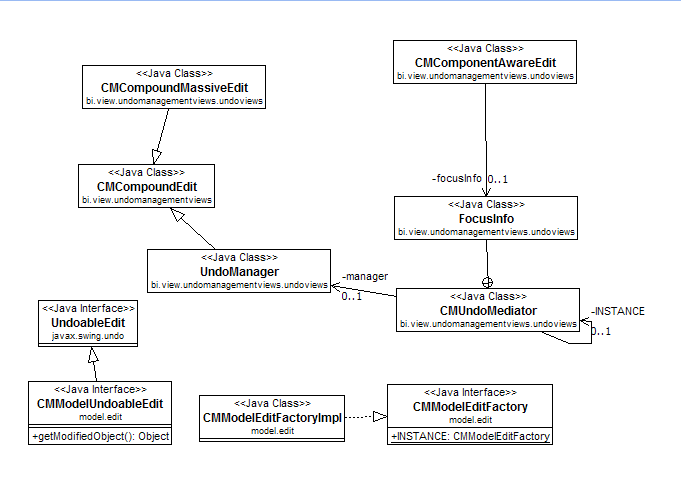 <<Java Class>>
CMComponentAwareEdit
bi.view.undomanagementviews.undoviews
<<Java Class>>
CMCompoundMassiveEdit
bi.view.undomanagementviews.undoviews
<<Java Class>>
CMCompoundEdit
bi.view.undomanagementviews
-focusInfo 0..1
<<Java Class>>
FocusInfo
bi.view.undomanagementviews.undoviews
<<Java Class>>
UndoManager
bi.view.undomanagementviews.undoviews
-manager
0..1
<<Java Class>>
CMUndoMediator
bi.view.undomanagementviews.undoviews
-INSTANCE
0..1
<<Java Interface>>
UndoableEdit
javax.swing.undo
<<Java Interface>>
CMModelUndoableEdit
model.edit
+getModifiedObject(): Object
<<Java Class>>
CMModelEditFactoryImpl
model.edit
<<Java Interface>>
CMModelEditFactory
model.edit
+INSTANCE: CMModelEditFactory